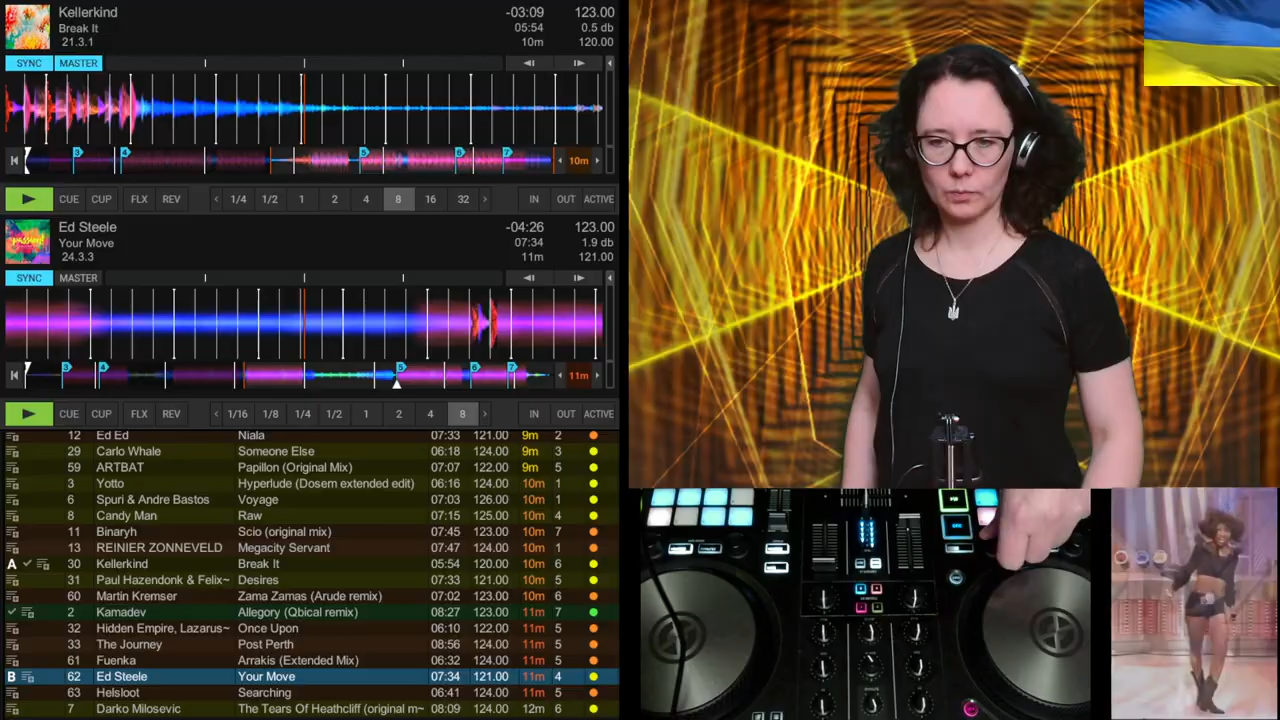 Kellerkind -03:09 123.00
Break It 05:54 0.5 db
21.3.1 10m 120.00
SYNC MASTER
3 4 5 6 7 10m
CUE CUP FLX REV 1/4 1/2 1 2 4 8 16 32 IN OUT ACTIVE
Ed Steele -04:26 123.00
Your Move 07:34 1.9 db
24.3.3 11m 121.00
SYNC MASTER
3 4 5 6 7 11m
CUE CUP FLX REV 1/16 1/8 1/4 1/2 1 2 4 8 IN OUT ACTIVE
12 Ed Ed Niala 07:33 121.00 9m 2
29 Carlo Whale Someone Else 06:18 124.00 9m 3
59 ARTBAT Papillon (Original Mix) 07:07 122.00 9m 5
3 Yotto Hyperlude (Dosem extended edit) 06:16 124.00 10m 1
6 Spuri & Andre Bastos Voyage 07:03 126.00 10m 1
8 Candy Man Raw 07:15 125.00 10m 4
11 Binaryh Scio (original mix) 07:45 123.00 10m 7
13 REINIER ZONNEVELD Megacity Servant 07:47 124.00 10m 1
A 30 Kellerkind Break It 05:54 120.00 10m 6
31 Paul Hazendonk & Felix~ Desires 07:33 121.00 10m 5
60 Martin Kremser Zama Zamas (Arude remix) 07:02 124.00 10m 6
2 Kamadev Allegory (Qbical remix) 08:27 123.00 11m 7
32 Hidden Empire, Lazarus~ Once Upon 06:10 122.00 11m 5
33 The Journey Post Perth 08:56 124.00 11m 5
61 Fuenka Arrakis (Extended Mix) 06:32 124.00 11m 5
B 62 Ed Steele Your Move 07:34 121.00 11m 4
63 Helsloot Searching 06:41 124.00 11m 5
7 Darko Milosevic The Tears Of Heathcliff (original m~ 08:09 124.00 12m 6